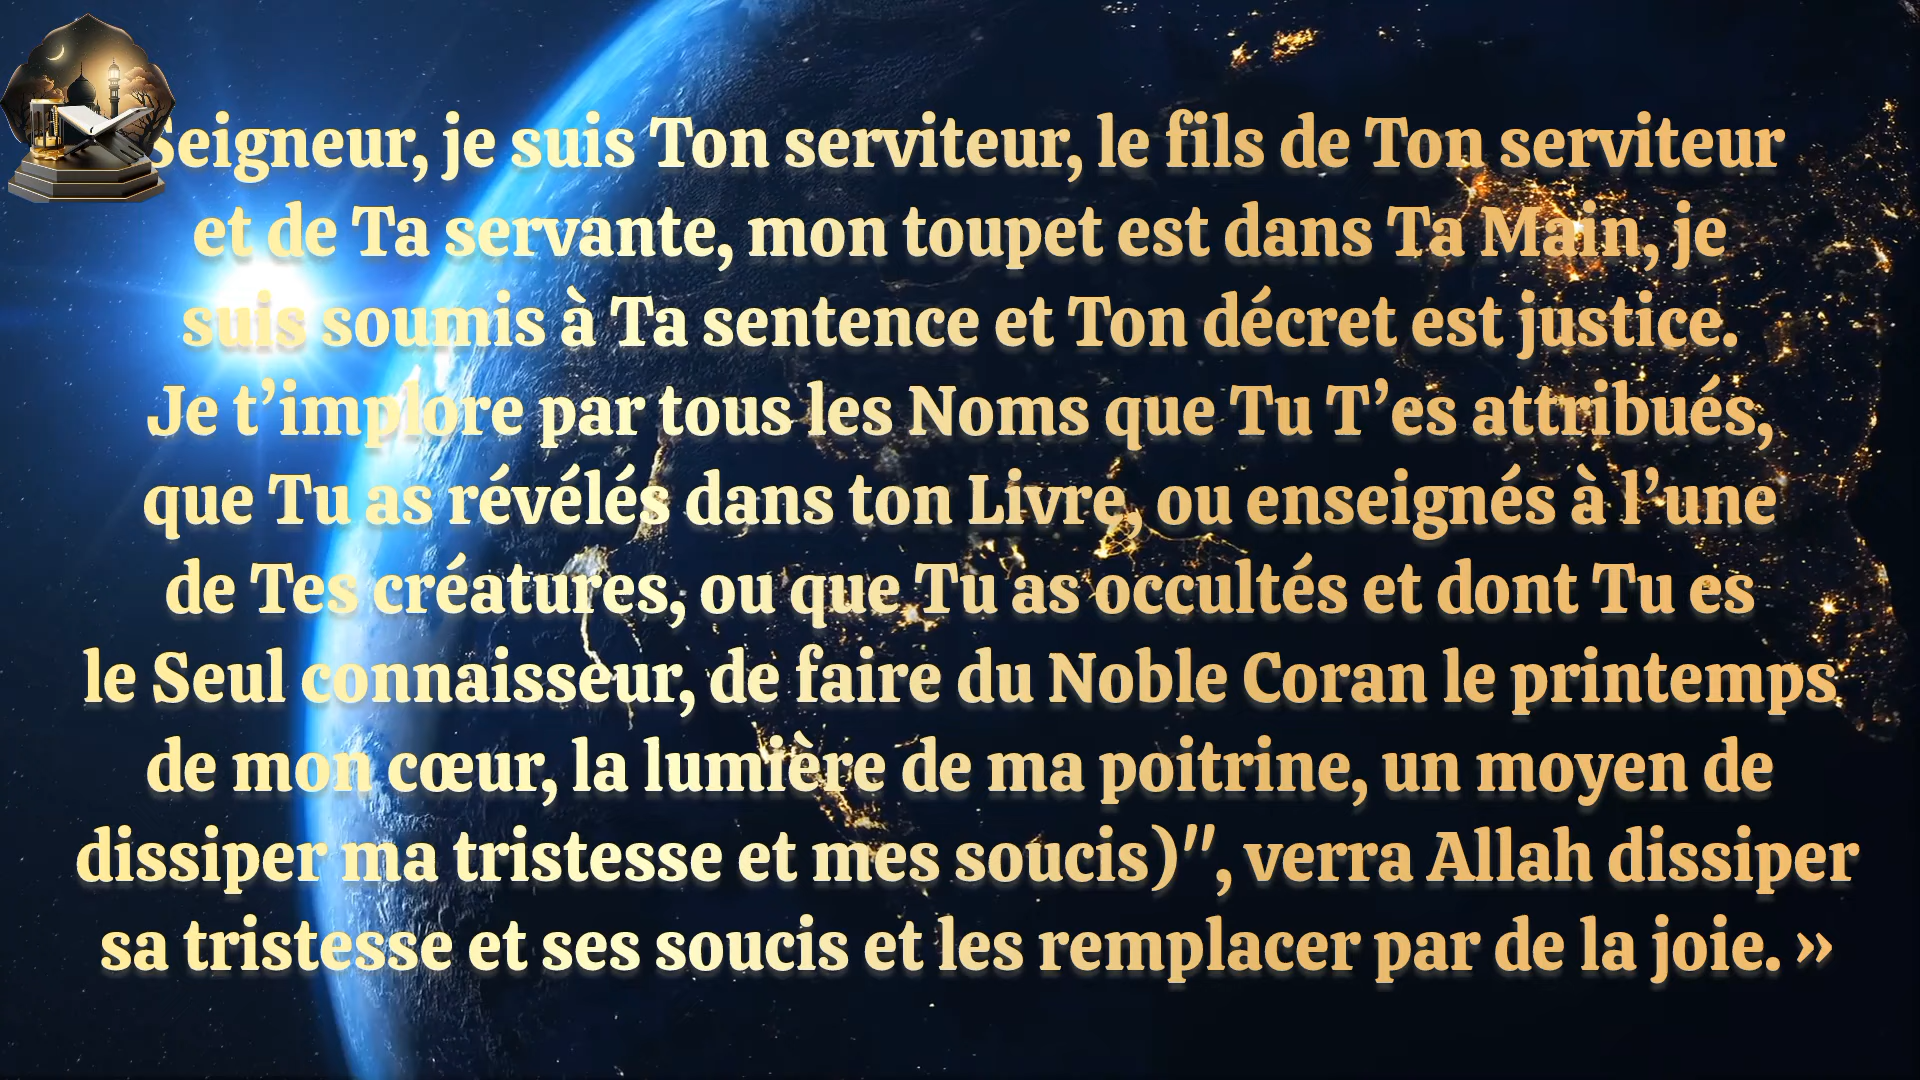 Seigneur, je suis Ton serviteur, le fils de Ton serviteur
et de Ta servante, mon toupet est dans Ta Main, je
suis soumis à Ta sentence et Ton décret est justice.
Je t’implore par tous les Noms que Tu T’es attribués,
que Tu as révélés dans ton Livre, ou enseignés à l’une
de Tes créatures, ou que Tu as occultés et dont Tu es
le Seul connaisseur, de faire du Noble Coran le printemps
de mon cœur, la lumière de ma poitrine, un moyen de
dissiper ma tristesse et mes soucis)", verra Allah dissiper
sa tristesse et ses soucis et les remplacer par de la joie. »